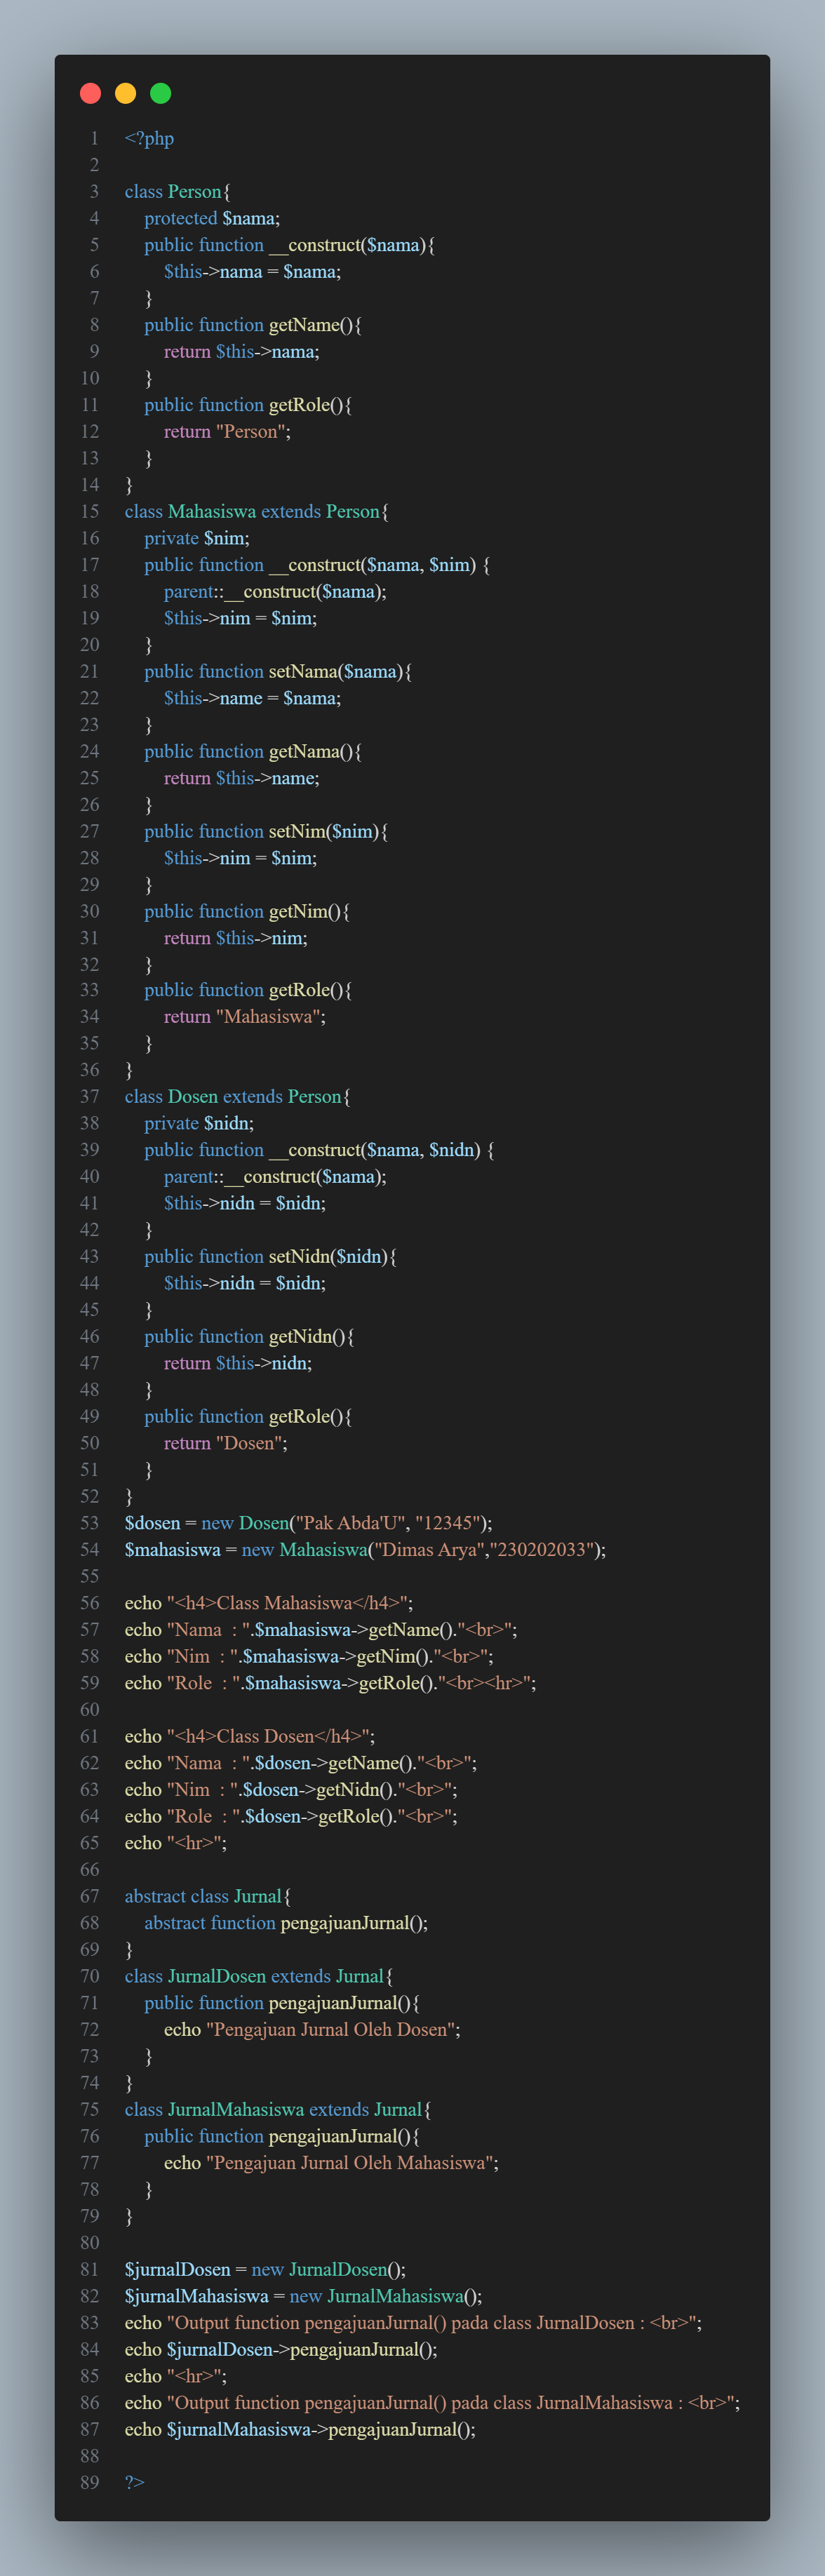 1 <?php
2
3 class Person{
4     protected $nama;
5     public function __construct($nama){
6         $this->nama = $nama;
7     }
8     public function getName(){
9         return $this->nama;
10     }
11     public function getRole(){
12         return "Person";
13     }
14 }
15 class Mahasiswa extends Person{
16     private $nim;
17     public function __construct($nama, $nim) {
18         parent::__construct($nama);
19         $this->nim = $nim;
20     }
21     public function setNama($nama){
22         $this->name = $nama;
23     }
24     public function getNama(){
25         return $this->name;
26     }
27     public function setNim($nim){
28         $this->nim = $nim;
29     }
30     public function getNim(){
31         return $this->nim;
32     }
33     public function getRole(){
34         return "Mahasiswa";
35     }
36 }
37 class Dosen extends Person{
38     private $nidn;
39     public function __construct($nama, $nidn) {
40         parent::__construct($nama);
41         $this->nidn = $nidn;
42     }
43     public function setNidn($nidn){
44         $this->nidn = $nidn;
45     }
46     public function getNidn(){
47         return $this->nidn;
48     }
49     public function getRole(){
50         return "Dosen";
51     }
52 }
53 $dosen = new Dosen("Pak Abda'U", "12345");
54 $mahasiswa = new Mahasiswa("Dimas Arya","230202033");
55
56 echo "<h4>Class Mahasiswa</h4>";
57 echo "Nama  : ".$mahasiswa->getName()."<br>";
58 echo "Nim  : ".$mahasiswa->getNim()."<br>";
59 echo "Role  : ".$mahasiswa->getRole()."<br><hr>";
60
61 echo "<h4>Class Dosen</h4>";
62 echo "Nama  : ".$dosen->getName()."<br>";
63 echo "Nim  : ".$dosen->getNidn()."<br>";
64 echo "Role  : ".$dosen->getRole()."<br>";
65 echo "<hr>";
66
67 abstract class Jurnal{
68     abstract function pengajuanJurnal();
69 }
70 class JurnalDosen extends Jurnal{
71     public function pengajuanJurnal(){
72         echo "Pengajuan Jurnal Oleh Dosen";
73     }
74 }
75 class JurnalMahasiswa extends Jurnal{
76     public function pengajuanJurnal(){
77         echo "Pengajuan Jurnal Oleh Mahasiswa";
78     }
79 }
80
81 $jurnalDosen = new JurnalDosen();
82 $jurnalMahasiswa = new JurnalMahasiswa();
83 echo "Output function pengajuanJurnal() pada class JurnalDosen : <br>";
84 echo $jurnalDosen->pengajuanJurnal();
85 echo "<hr>";
86 echo "Output function pengajuanJurnal() pada class JurnalMahasiswa : <br>";
87 echo $jurnalMahasiswa->pengajuanJurnal();
88
89 ?>